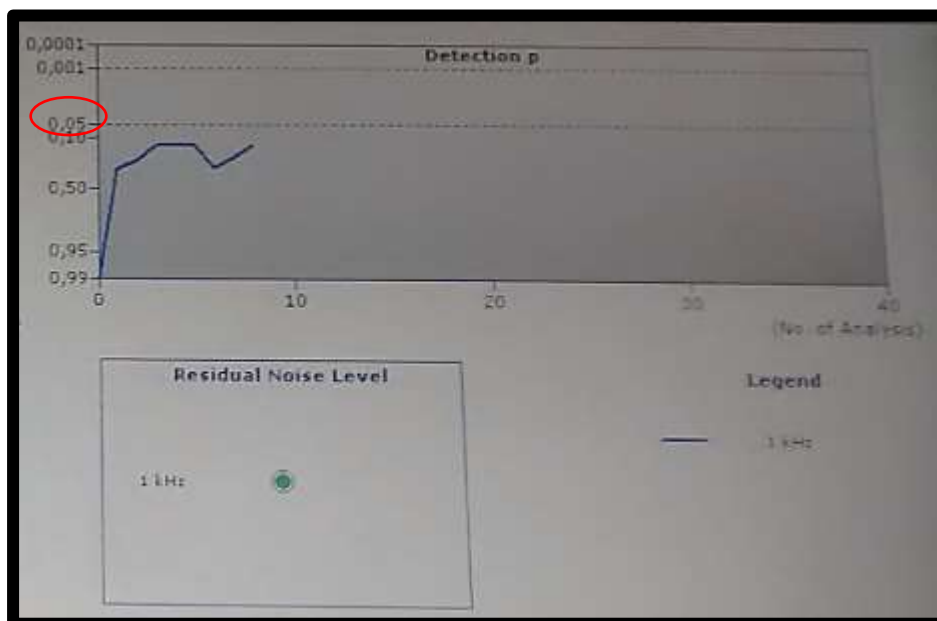 Detection p
0,0001
0,001
0,05
0,10
0,50
0,95
0,99
0 10 20 30 40
(No. of Analysis)
Residual Noise Level
1 kHz
Legend
1 kHz